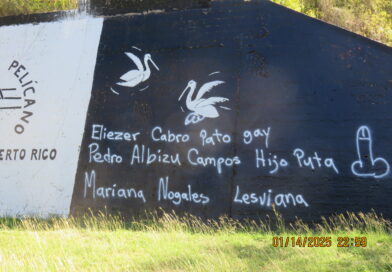 PELÍCANO
ERTO RICO
Eliezer Cabro Pato gay
Pedro Albizu Campos Hijo Puta
Mariana Nogales Lesviana
01/14/2025 22:59